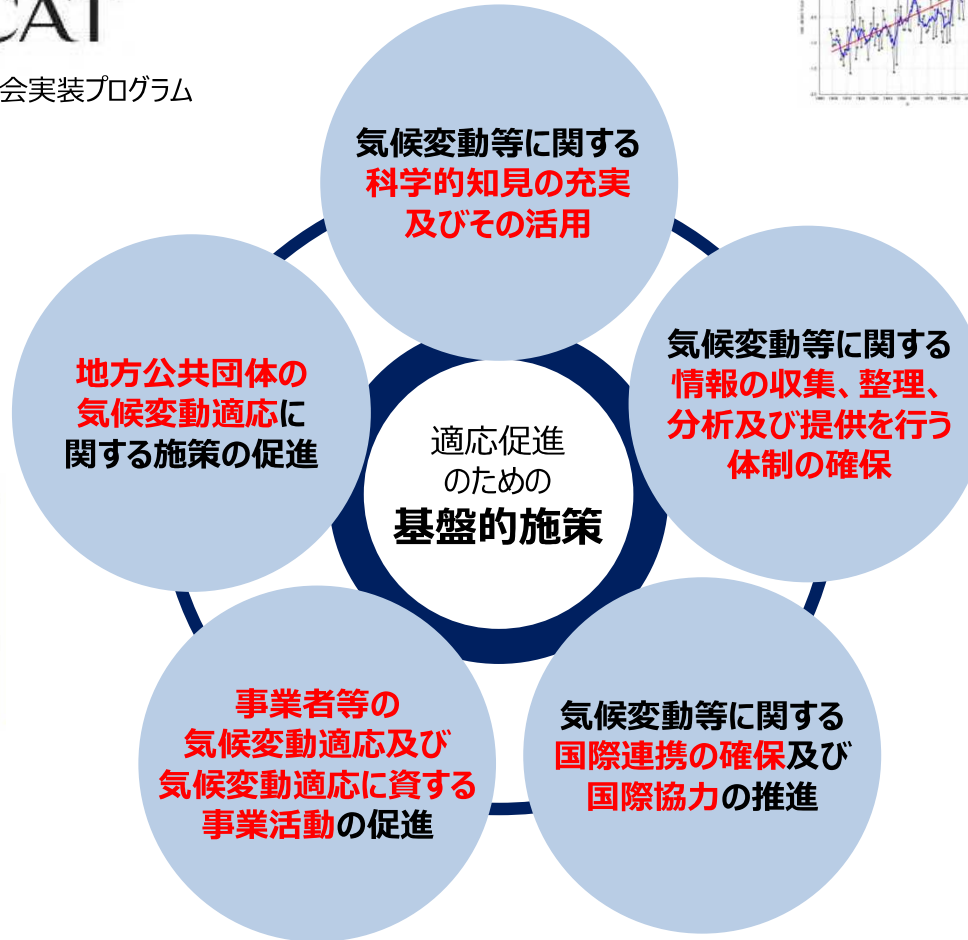 会実装プログラム
気候変動等に関する
科学的知見の充実
及びその活用
気候変動等に関する
情報の収集、整理、
分析及び提供を行う
体制の確保
気候変動等に関する
国際連携の確保及び
国際協力の推進
事業者等の
気候変動適応及び
気候変動適応に資する
事業活動の促進
地方公共団体の
気候変動適応に
関する施策の促進
適応促進
のための
基盤的施策